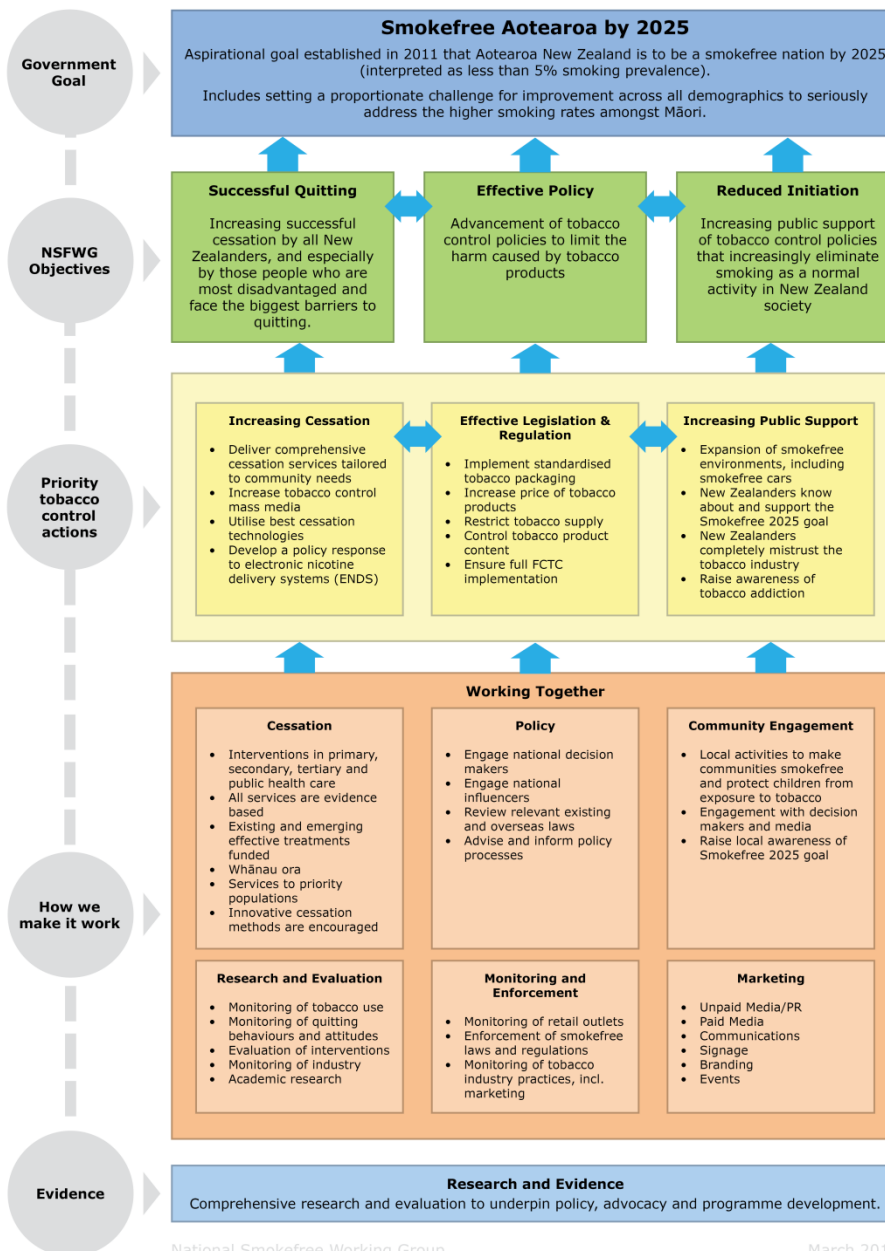 Government
Goal
Smokefree Aotearoa by 2025
Aspirational goal established in 2011 that Aotearoa New Zealand is to be a smokefree nation by 2025
(interpreted as less than 5% smoking prevalence).
Includes setting a proportionate challenge for improvement across all demographics to seriously
address the higher smoking rates amongst Māori.
NSFWG
Objectives
Successful Quitting
Increasing successful
cessation by all New
Zealanders, and especially
by those people who are
most disadvantaged and
face the biggest barriers to
quitting.
Effective Policy
Advancement of tobacco
control policies to limit the
harm caused by tobacco
products
Reduced Initiation
Increasing public support
of tobacco control policies
that increasingly eliminate
smoking as a normal
activity in New Zealand
society
Priority
tobacco
control
actions
Increasing Cessation
• Deliver comprehensive
cessation services tailored
to community needs
• Increase tobacco control
mass media
• Utilise best cessation
technologies
• Develop a policy response
to electronic nicotine
delivery systems (ENDS)
Effective Legislation &
Regulation
• Implement standardised
tobacco packaging
• Increase price of tobacco
products
• Restrict tobacco supply
• Control tobacco product
content
• Ensure full FCTC
implementation
Increasing Public Support
• Expansion of smokefree
environments, including
smokefree cars
• New Zealanders know
about and support the
Smokefree 2025 goal
• New Zealanders
completely mistrust the
tobacco industry
• Raise awareness of
tobacco addiction
How we
make it work
Working Together
Cessation
• Interventions in primary,
secondary, tertiary and
public health care
• All services are evidence
based
• Existing and emerging
effective treatments
funded
• Whānau ora
• Services to priority
populations
• Innovative cessation
methods are encouraged
Policy
• Engage national decision
makers
• Engage national
influencers
• Review relevant existing
and overseas laws
• Advise and inform policy
processes
Community Engagement
• Local activities to make
communities smokefree
and protect children from
exposure to tobacco
• Engagement with decision
makers and media
• Raise local awareness of
Smokefree 2025 goal
Research and Evaluation
• Monitoring of tobacco use
• Monitoring of quitting
behaviours and attitudes
• Evaluation of interventions
• Monitoring of industry
• Academic research
Monitoring and
Enforcement
• Monitoring of retail outlets
• Enforcement of smokefree
laws and regulations
• Monitoring of tobacco
industry practices, incl.
marketing
Marketing
• Unpaid Media/PR
• Paid Media
• Communications
• Signage
• Branding
• Events
Evidence
Research and Evidence
Comprehensive research and evaluation to underpin policy, advocacy and programme development.
National Smokefree Working Group
March